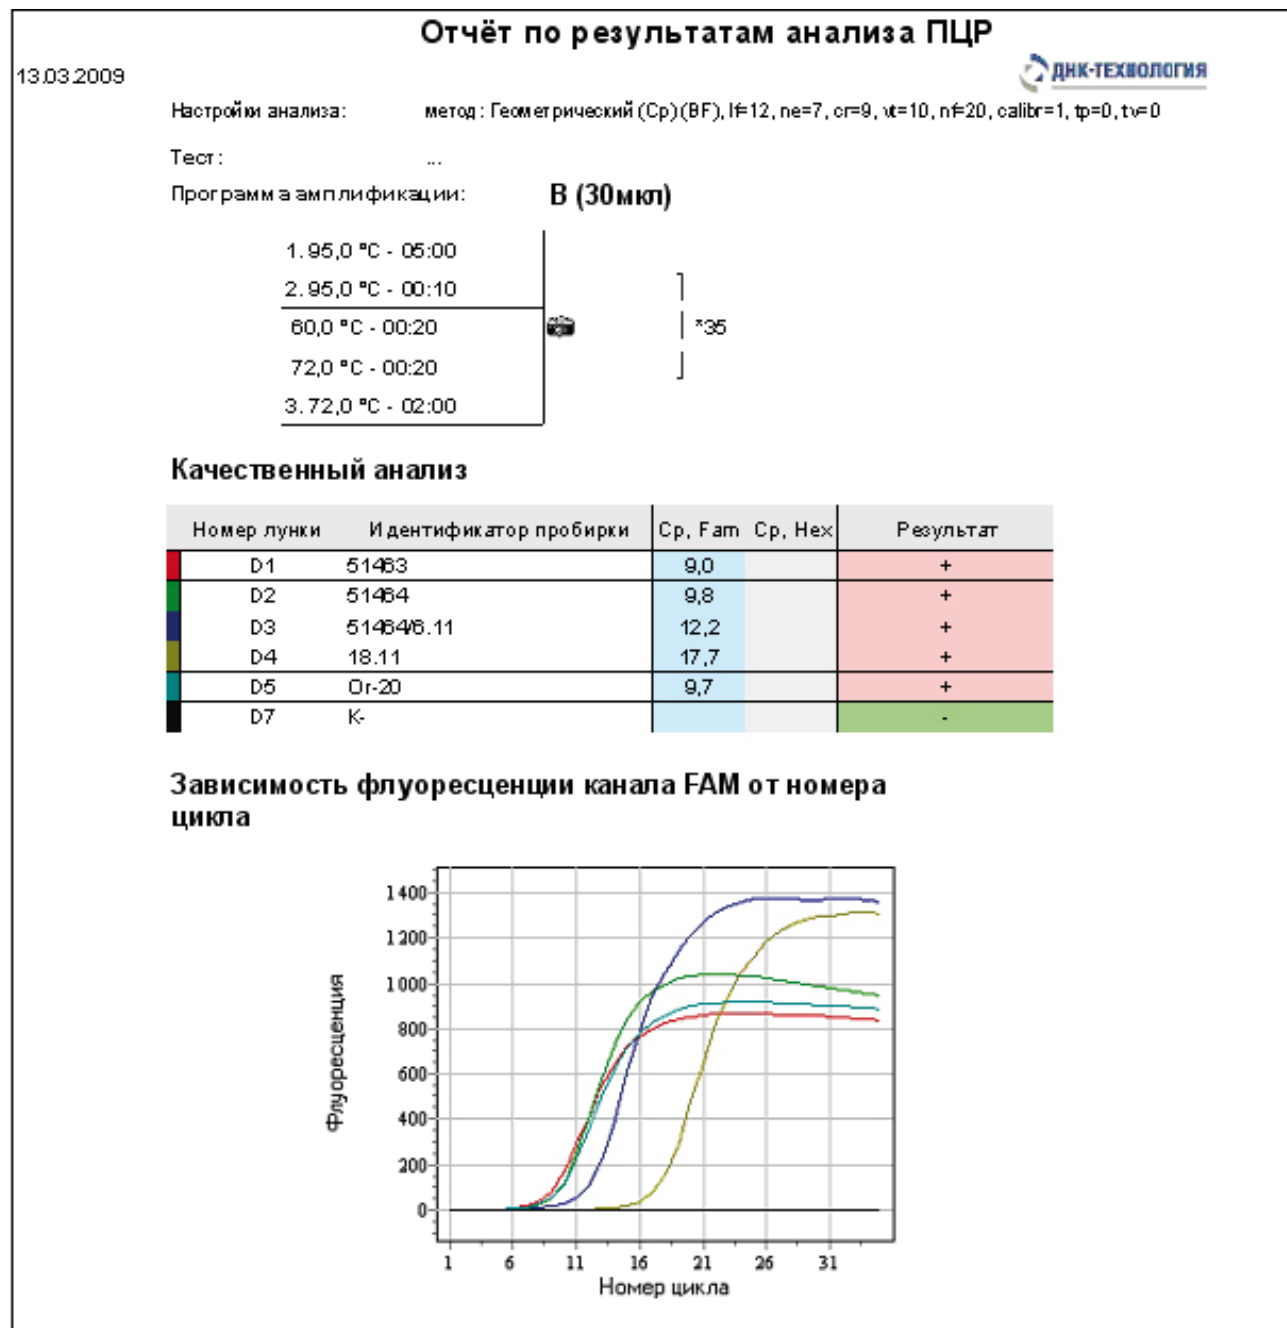 Отчёт по результатам анализа ПЦР
13.03.2009
ДНК-ТЕХНОЛОГИЯ
Настройки анализа: метод: Геометрический (Cp)(BF), lf=12, ne=7, cr=9, vt=10, nf=20, calibr=1, tp=0, tv=0
Тест: ...
Программа амплификации: В (30мкл)
1. 95,0 °C - 05:00
2. 95,0 °C - 00:10
60,0 °C - 00:20 *35
72,0 °C - 00:20
3. 72,0 °C - 02:00
Качественный анализ
Номер лунки Идентификатор пробирки Cp, Fam Cp, Hex Результат
D1 51463 9,0 +
D2 51464 9,8 +
D3 51464/6.11 12,2 +
D4 18.11 17,7 +
D5 Or-20 9,7 +
D7 K- -
Зависимость флуоресценции канала FAM от номера
цикла
Флуоресценция
1400
1200
1000
800
600
400
200
0
1 6 11 16 21 26 31
Номер цикла